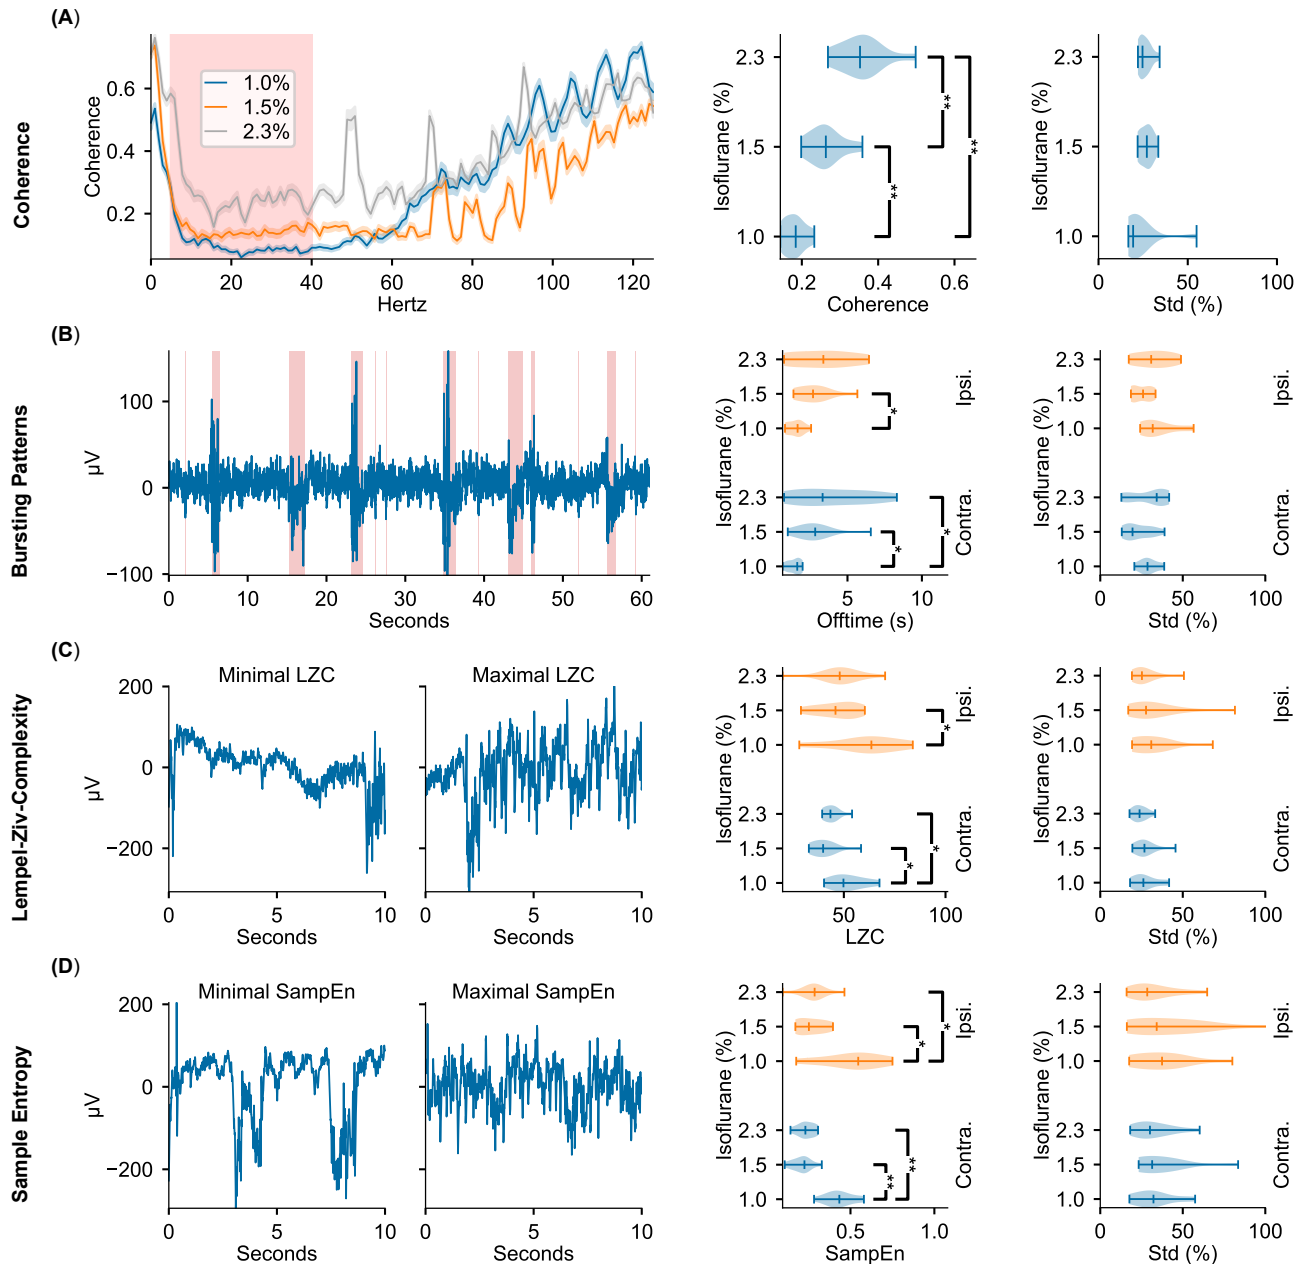 (A)
Coherence
Coherence
0.6
0.4
0.2
1.0%
1.5%
2.3%
0 20 40 60 80 100 120
Hertz
Isoflurane (%)
2.3
1.5
1.0
**
**
**
0.2 0.4 0.6
Coherence
Isoflurane (%)
2.3
1.5
1.0
0 50 100
Std (%)
(B)
Bursting Patterns
µV
100
0
−100
0 10 20 30 40 50 60
Seconds
Isoflurane (%)
2.3
1.5
1.0
*
2.3
1.5
1.0
*
*
Ipsi.
Contra.
5 10
Offtime (s)
Isoflurane (%)
2.3
1.5
1.0
2.3
1.5
1.0
Ipsi.
Contra.
0 50 100
Std (%)
(C)
Lempel-Ziv-Complexity
Minimal LZC
Maximal LZC
µV
200
0
−200
0 5 10
Seconds
0 5 10
Seconds
Isoflurane (%)
2.3
1.5
1.0
*
2.3
1.5
1.0
*
*
Ipsi.
Contra.
50 100
LZC
Isoflurane (%)
2.3
1.5
1.0
2.3
1.5
1.0
Ipsi.
Contra.
0 50 100
Std (%)
(D)
Sample Entropy
Minimal SampEn
Maximal SampEn
µV
200
0
−200
0 5 10
Seconds
0 5 10
Seconds
Isoflurane (%)
2.3
1.5
1.0
*
*
2.3
1.5
1.0
**
**
Ipsi.
Contra.
0.5 1.0
SampEn
Isoflurane (%)
2.3
1.5
1.0
2.3
1.5
1.0
Ipsi.
Contra.
0 50 100
Std (%)